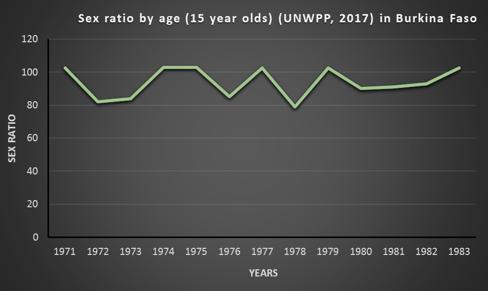 Sex ratio by age (15 year olds) (UNWPP, 2017) in Burkina Faso
120
100
80
60
40
20
0
SEX RATIO
1971 1972 1973 1974 1975 1976 1977 1978 1979 1980 1981 1982 1983
YEARS